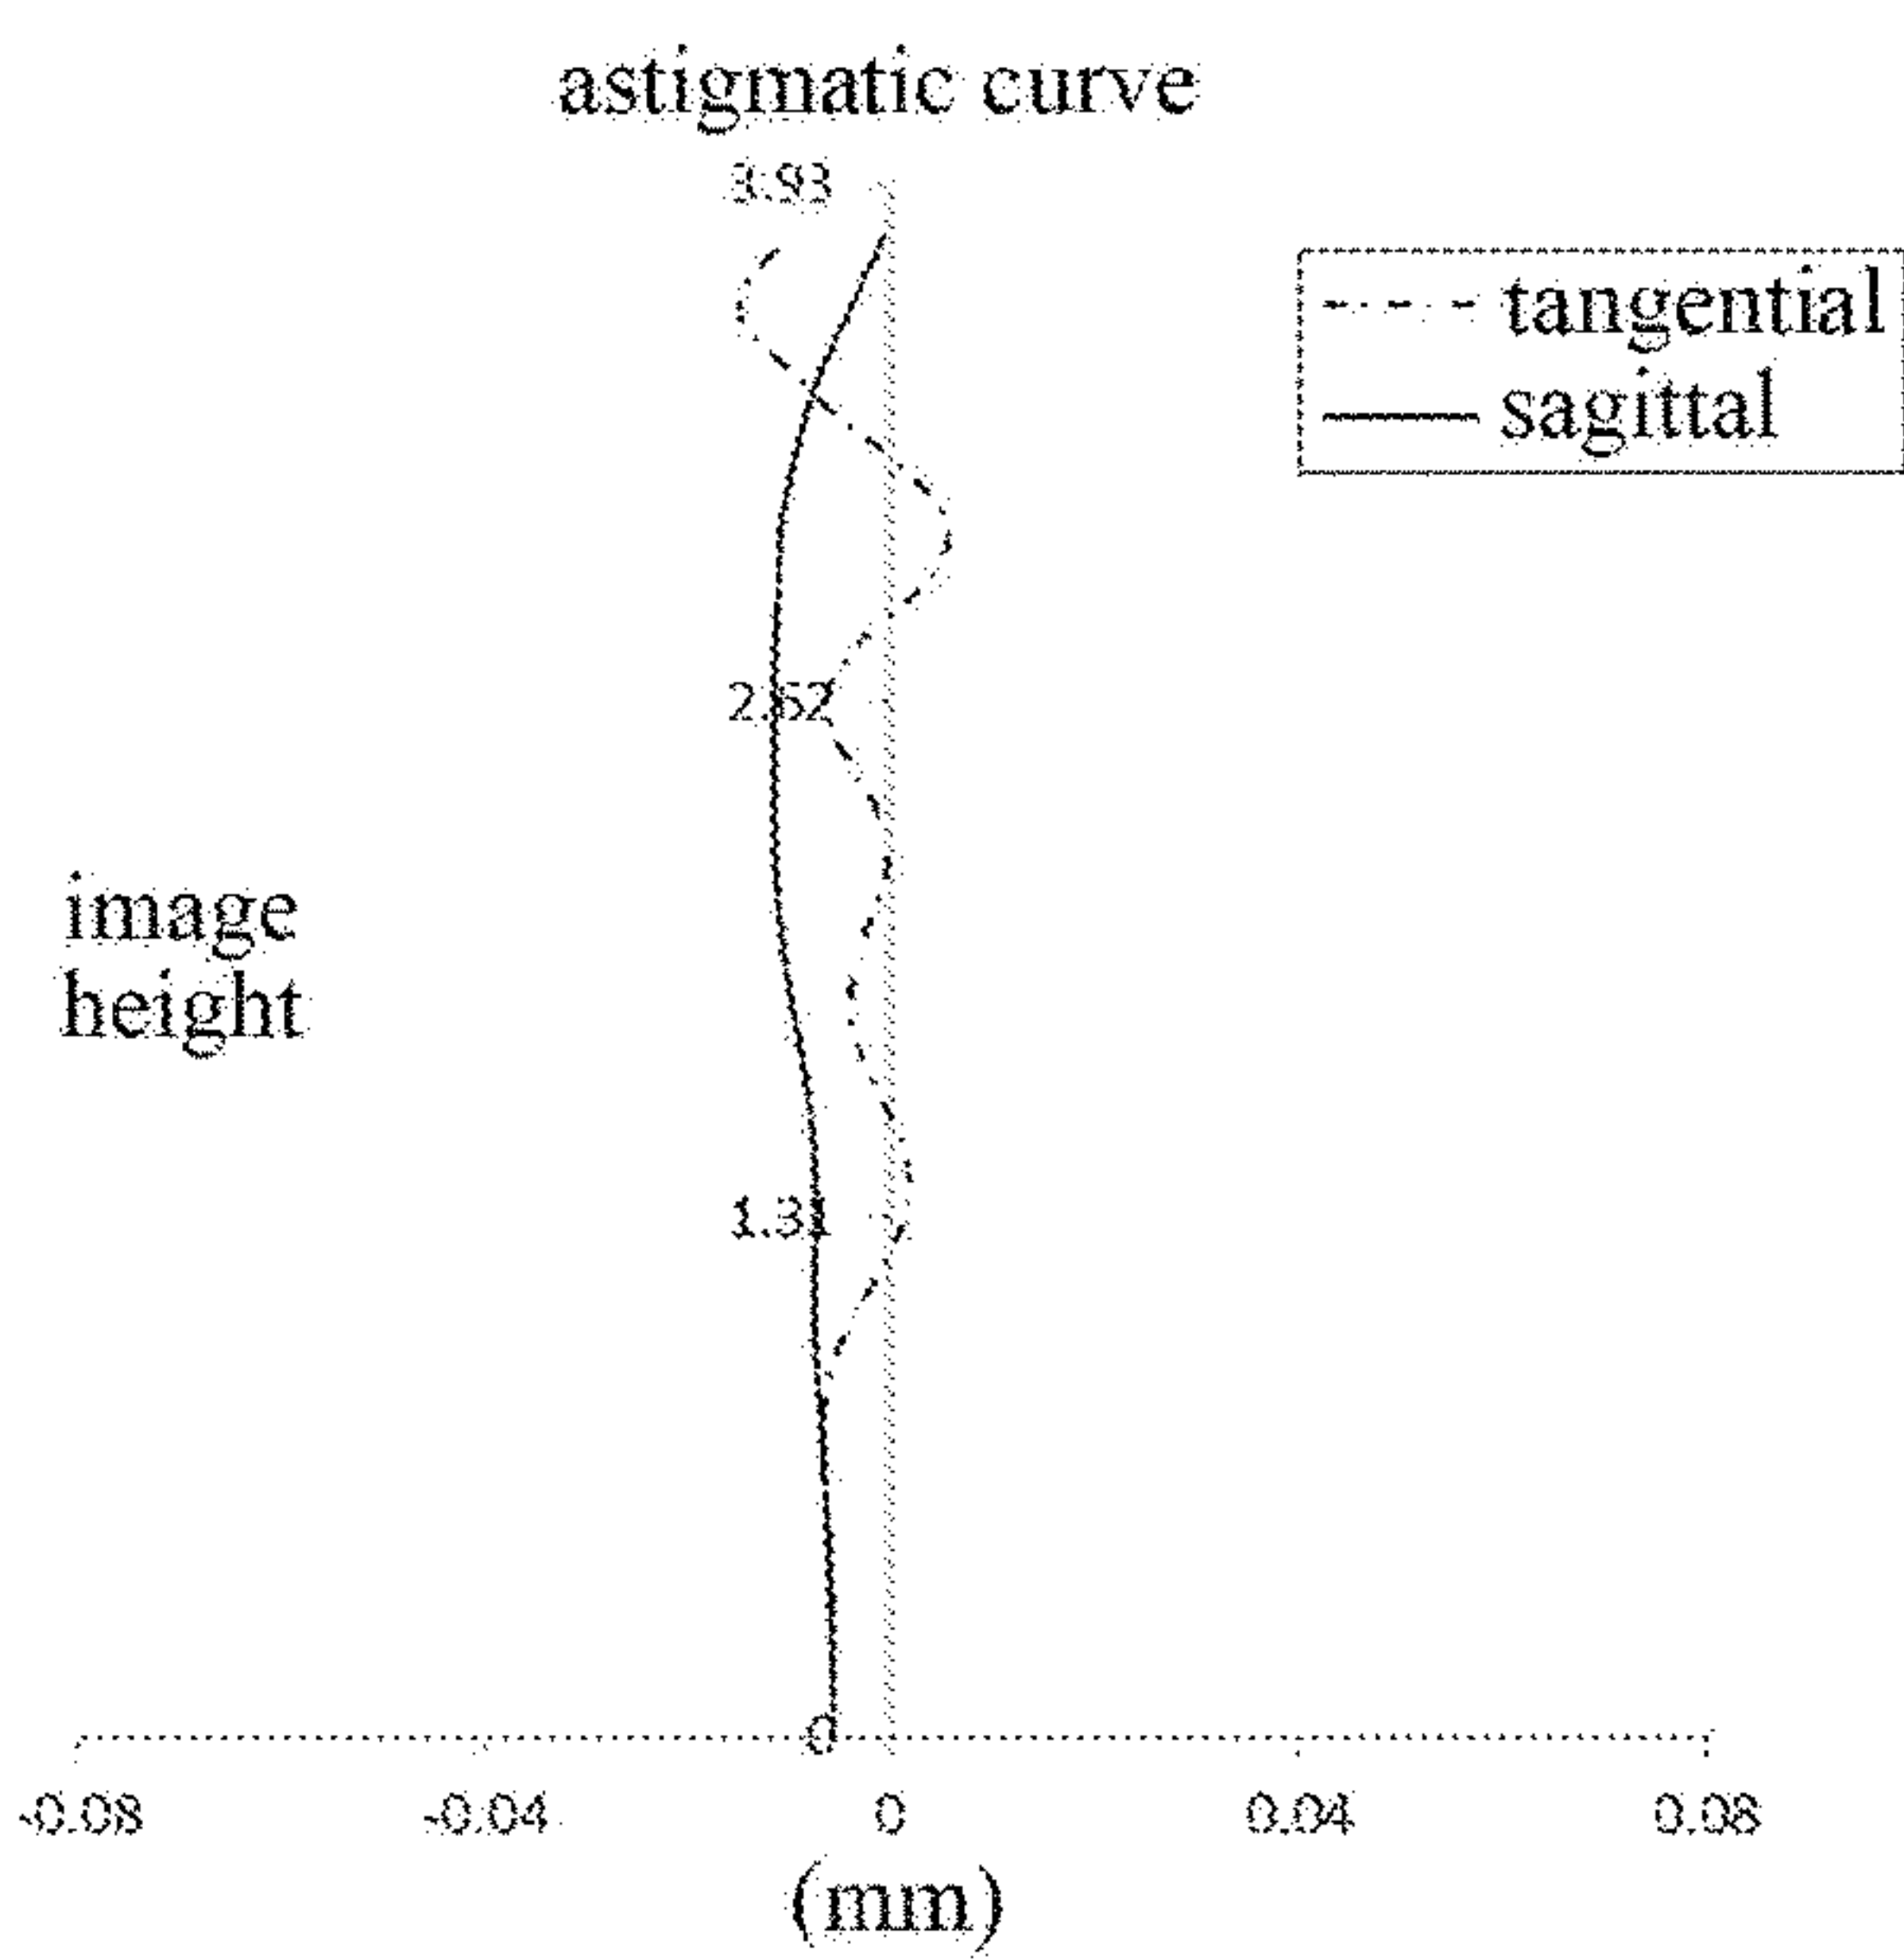 astigmatic curve
3.93
tangential
sagittal
2.62
image
height
1.31
0
-0.08
-0.04
0
0.04
0.08
(mm)